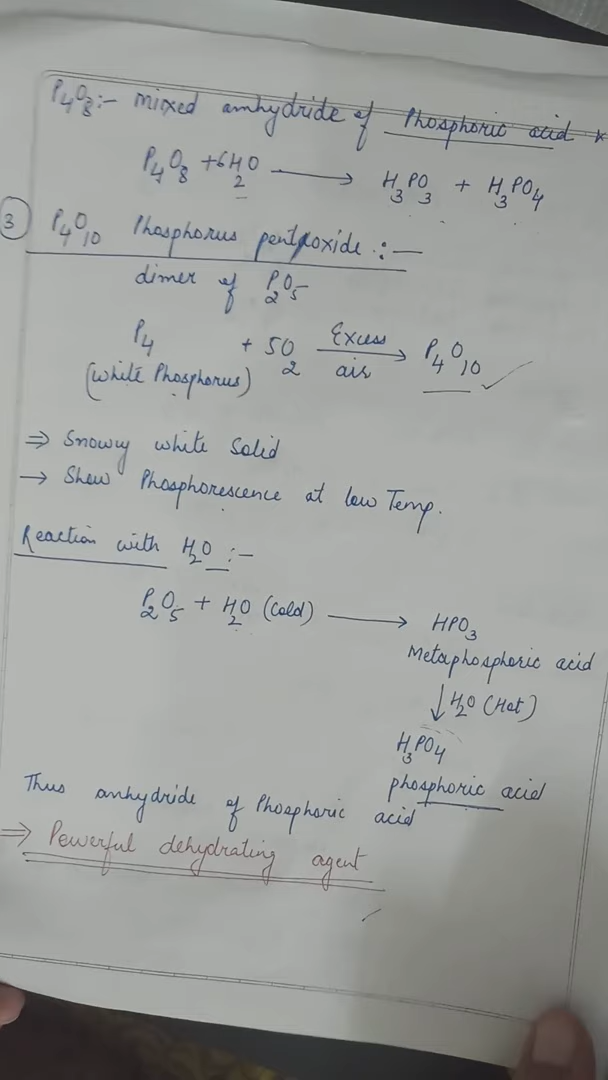 P4O8:- mixed anhydride of Phosphoric acid *
P4O8 + 6H2O ⟶ H3PO3 + H3PO4
③ P4O10 Phosphorus pentaoxide :—
dimer of P2O5
P4 + 5O2 Excess air ⟶ P4O10 ✓
(White Phosphorus)
⇒ Snowy white Solid
→ Show Phosphorescence at low Temp.
Reaction with H2O :-
P2O5 + H2O (Cold) ⟶ HPO3
Metaphosphoric acid
↓ H2O (Hot)
H3PO4
phosphoric acid
Thus anhydride of Phosphoric acid
⇒ Powerful dehydrating agent